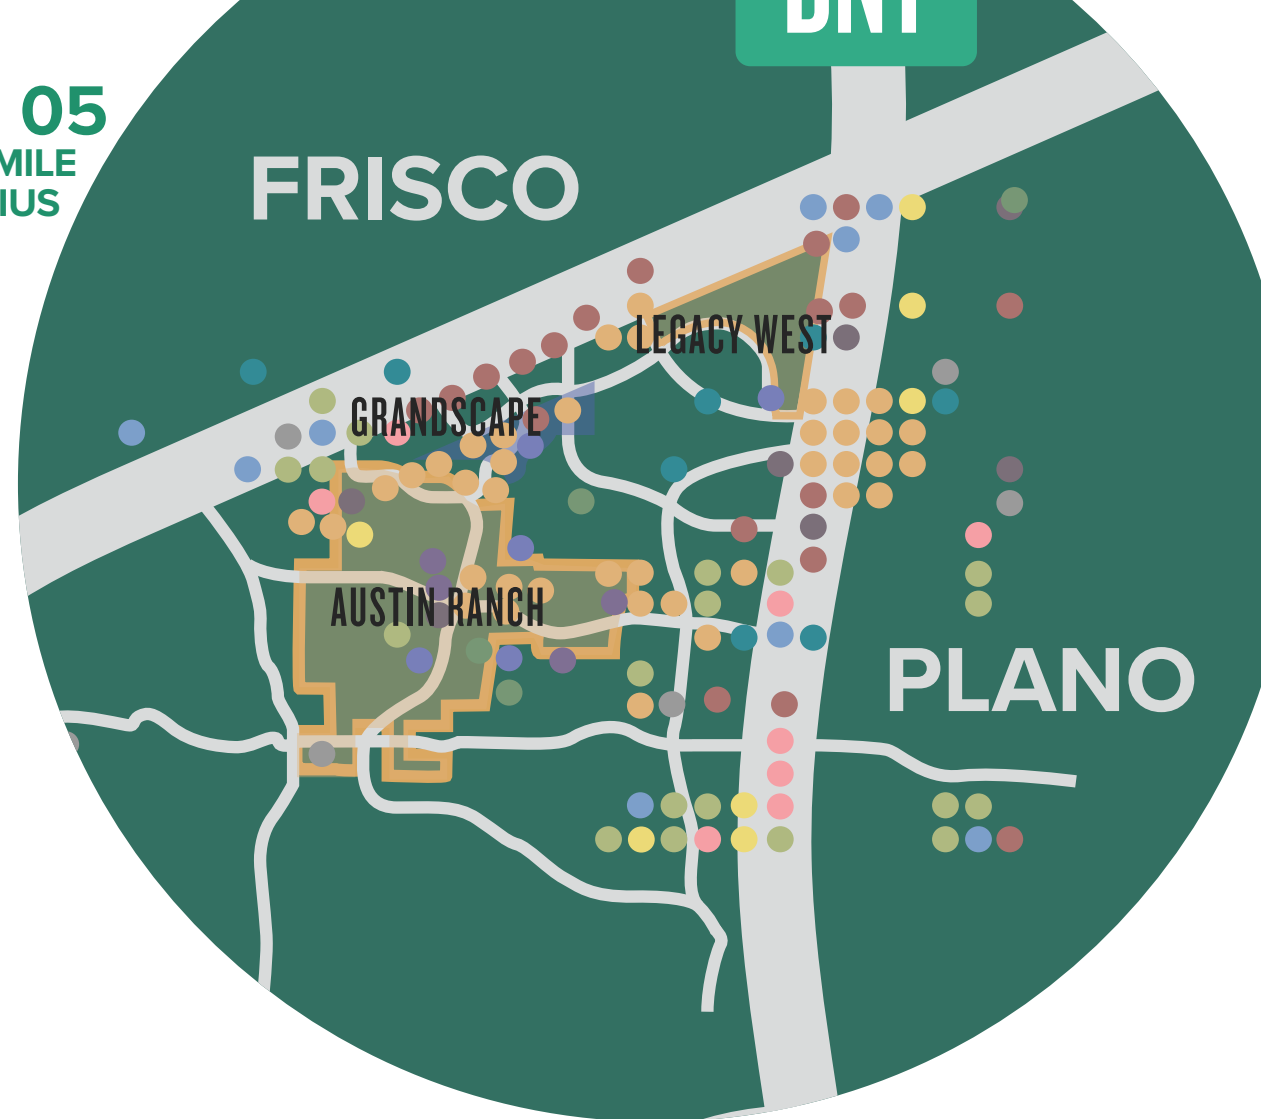 DNT
05
MILE
IUS
FRISCO
LEGACY WEST
GRANDSCAPE
AUSTIN RANCH
PLANO